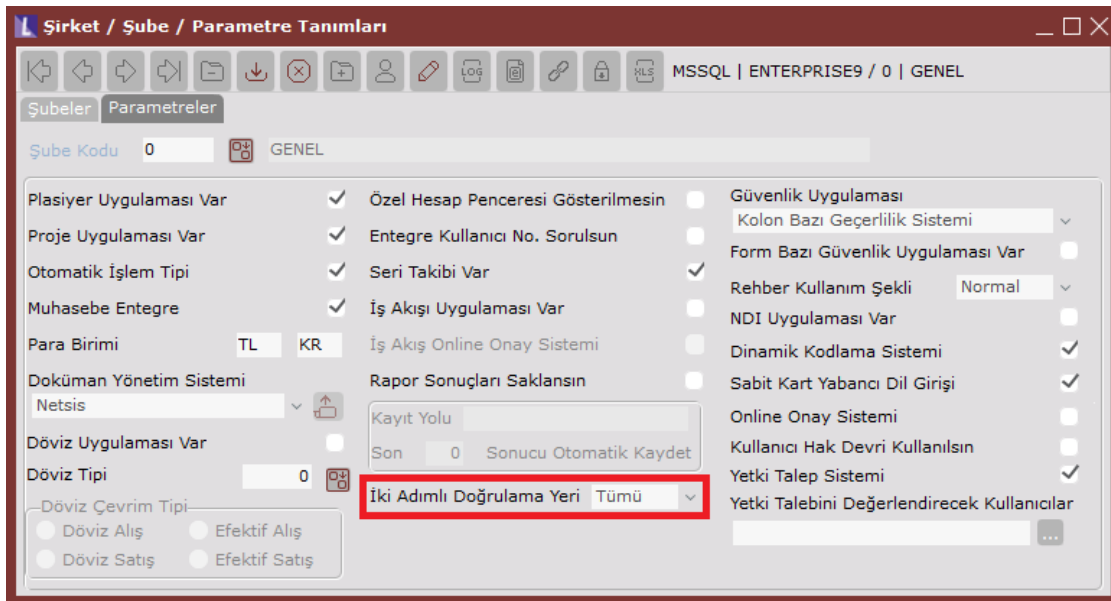 Şirket / Şube / Parametre Tanımları
LOG
XLS
MSSQL | ENTERPRISE9 / 0 | GENEL
Şubeler Parametreler
Şube Kodu 0 GENEL
Plasiyer Uygulaması Var
Proje Uygulaması Var
Otomatik İşlem Tipi
Muhasebe Entegre
Para Birimi TL KR
Doküman Yönetim Sistemi
Netsis
Döviz Uygulaması Var
Döviz Tipi 0
Döviz Çevrim Tipi
Döviz Alış Efektif Alış
Döviz Satış Efektif Satış
Özel Hesap Penceresi Gösterilmesin
Entegre Kullanıcı No. Sorulsun
Seri Takibi Var
İş Akışı Uygulaması Var
İş Akış Online Onay Sistemi
Rapor Sonuçları Saklansın
Kayıt Yolu
Son 0 Sonucu Otomatik Kaydet
İki Adımlı Doğrulama Yeri Tümü
Güvenlik Uygulaması
Kolon Bazı Geçerlilik Sistemi
Form Bazı Güvenlik Uygulaması Var
Rehber Kullanım Şekli Normal
NDI Uygulaması Var
Dinamik Kodlama Sistemi
Sabit Kart Yabancı Dil Girişi
Online Onay Sistemi
Kullanıcı Hak Devri Kullanılsın
Yetki Talep Sistemi
Yetki Talebini Değerlendirecek Kullanıcılar
...